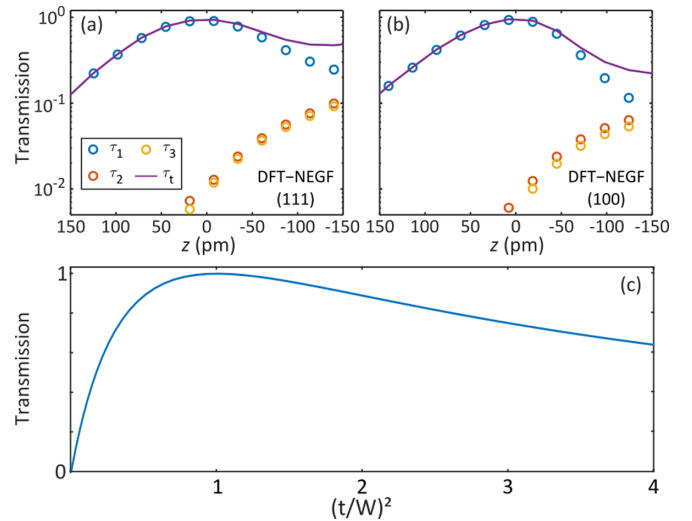 (a)
(b)
10⁰
10⁻¹
10⁻²
Transmission
τ₁ τ₃
τ₂ τₜ
DFT−NEGF
(111)
DFT−NEGF
(100)
150 100 50 0 -50 -100 -150
150 100 50 0 -50 -100 -150
z (pm)
z (pm)
(c)
1
Transmission
0
1 2 3 4
(t/W)²